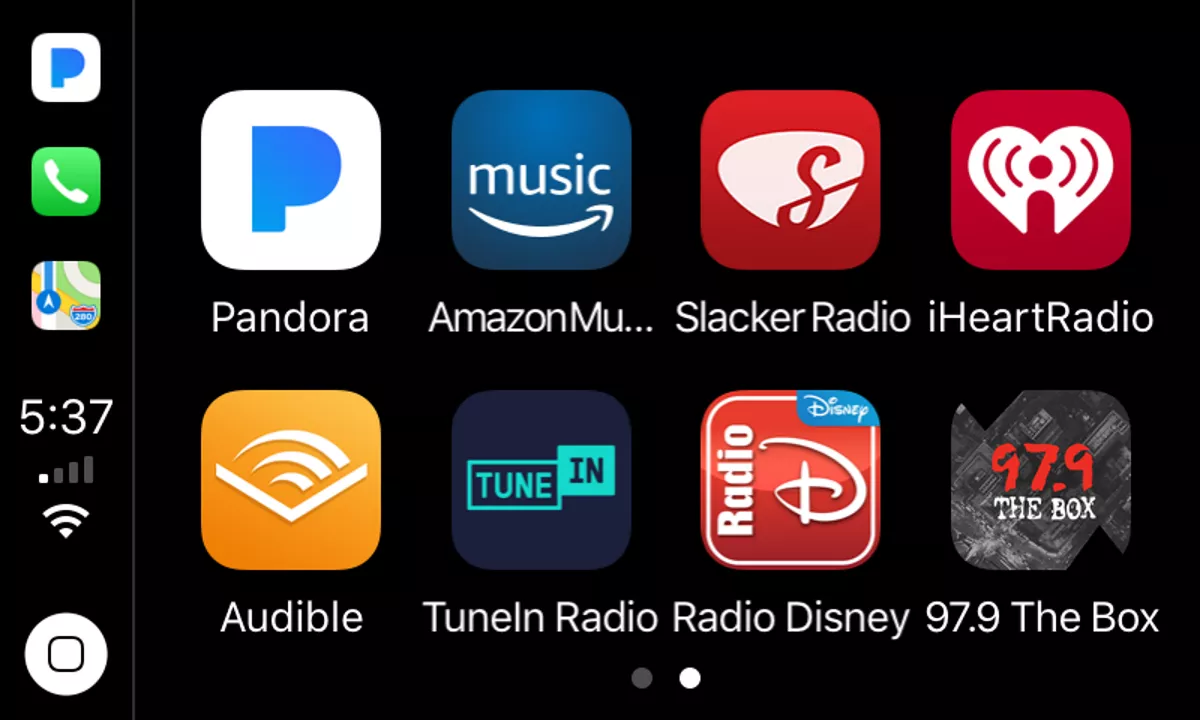 280
5:37
music
Pandora
AmazonMu...
Slacker Radio
iHeartRadio
TUNE IN
Radio
Disney
D
97.9
THE BOX
Audible
TuneIn Radio
Radio Disney
97.9 The Box